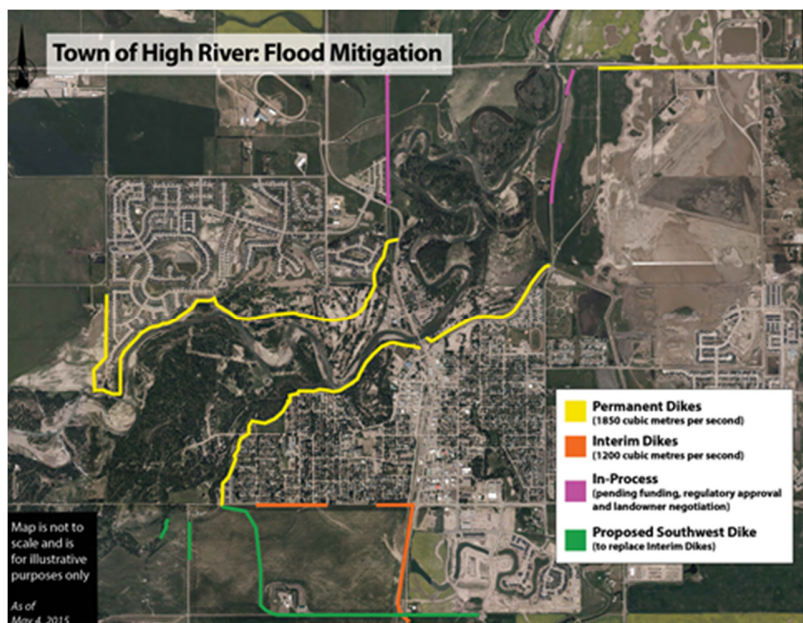 Town of High River: Flood Mitigation
Permanent Dikes
(1850 cubic metres per second)
Interim Dikes
(1200 cubic metres per second)
In-Process
(pending funding, regulatory approval
and landowner negotiation)
Proposed Southwest Dike
(to replace Interim Dikes)
Map is not to
scale and is
for illustrative
purposes only
As of
May 4, 2015